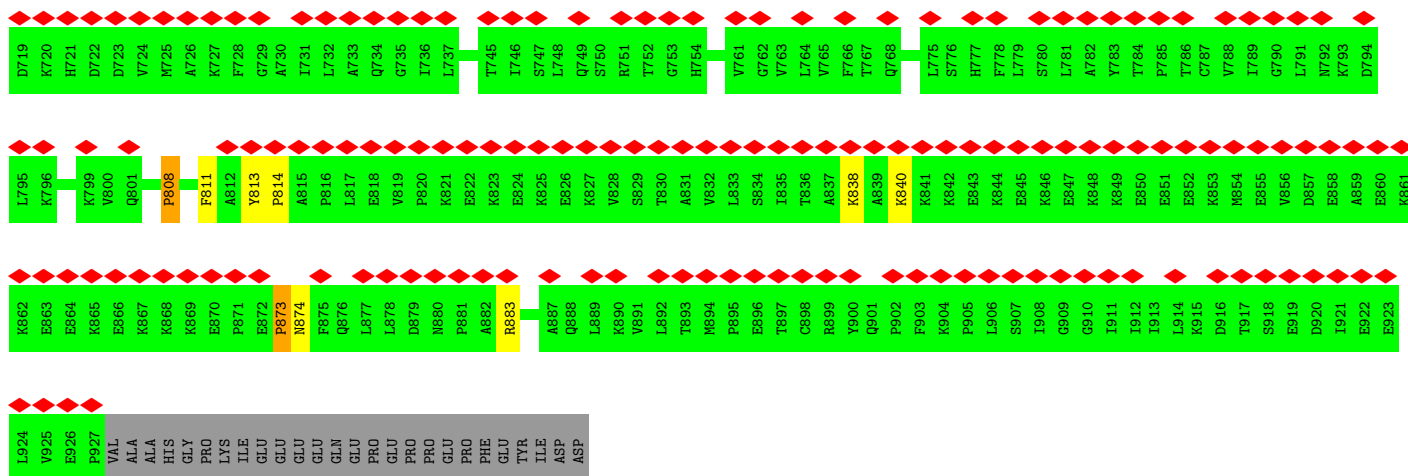 D719 K720 H721 D722 D723 V724 M725 A726 K727 F728 G729 A730 I731 L732 A733 Q734 G735 I736 L737 T745 I746 S747 L748 Q749 S750 R751 T752 G753 H754 V761 G762 V763 L764 V765 F766 T767 Q768 L775 S776 H777 F778 L779 S780 L781 A782 Y783 T784 P785 T786 C787 V788 I789 G790 L791 N792 K793 D794
L795 K796 K799 V800 Q801 P808 F811 A812 Y813 P814 A815 P816 L817 E818 V819 P820 K821 E822 K823 E824 K825 E826 K827 V828 S829 T830 A831 V832 L833 S834 I835 T836 A837 K838 A839 K840 K841 K842 E843 K844 E845 K846 E847 K848 K849 E850 E851 E852 K853 M854 E855 V856 D857 E858 A859 E860 K861
K862 E863 E864 K865 E866 K867 K868 K869 E870 P871 E872 P873 N874 F875 Q876 L877 L878 D879 N880 P881 A882 R883 A887 Q888 L889 K890 V891 L892 T893 M894 P895 E896 T897 C898 R899 Y900 Q901 P902 F903 K904 P905 L906 S907 I908 G909 G910 I911 I912 I913 L914 K915 D916 T917 S918 E919 D920 I921 E922 E923
L924 V925 E926 P927 VAL ALA ALA HIS GLY PRO LYS ILE GLU GLU GLU GLU GLN GLU PRO GLU PRO PRO GLU PRO PHE GLU TYR ILE ASP ASP